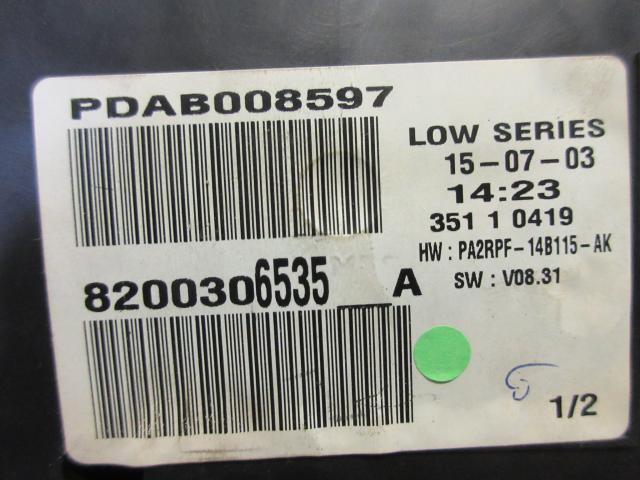 PDAB008597
LOW SERIES
15-07-03
14:23
351 1 0419
HW : PA2RPF-14B115-AK
SW : V08.31
8200306535__A
1/2